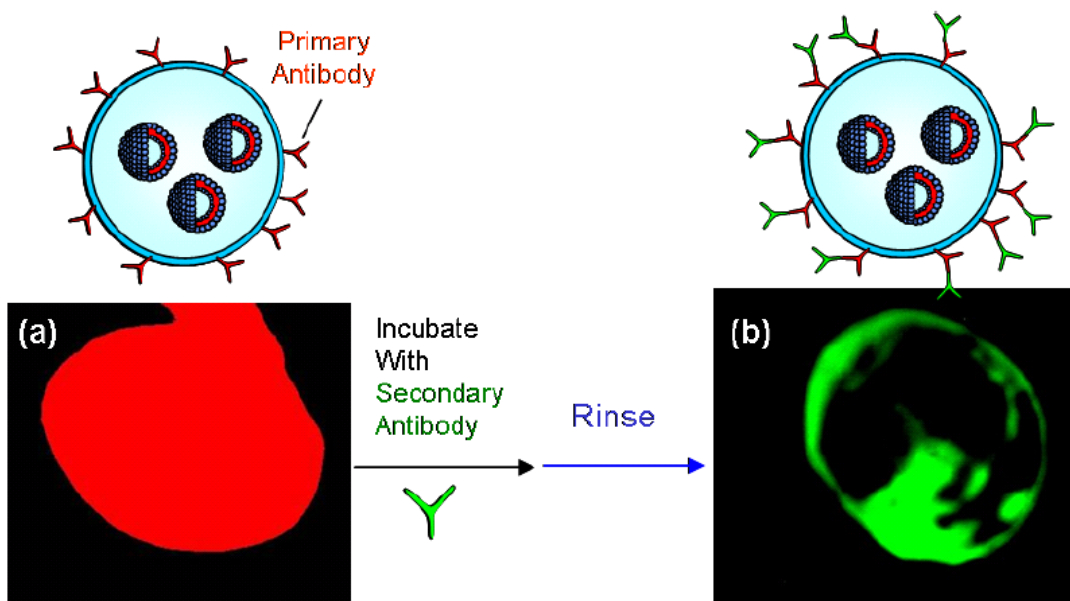 Primary
Antibody
(a)
Incubate
With
Secondary
Antibody
Rinse
(b)